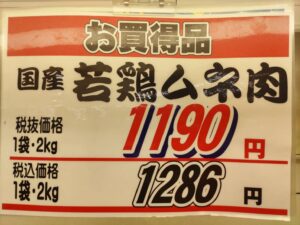 お買得品
国産 若鶏ムネ肉
税抜価格
1袋・2kg 1190円
税込価格
1袋・2kg 1286円